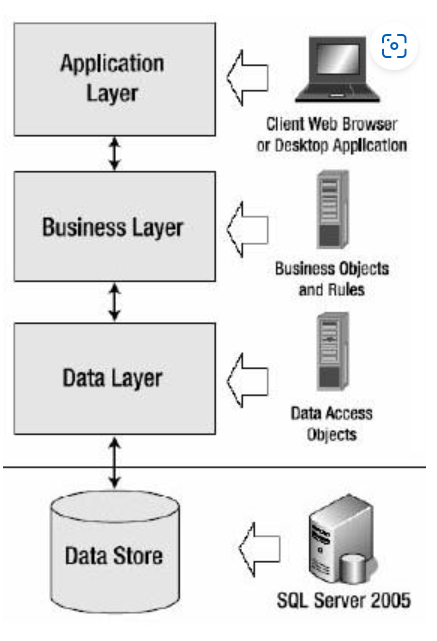 Application
Layer
Client Web Browser
or Desktop Application
Business Layer
Business Objects
and Rules
Data Layer
Data Access
Objects
Data Store
SQL Server 2005